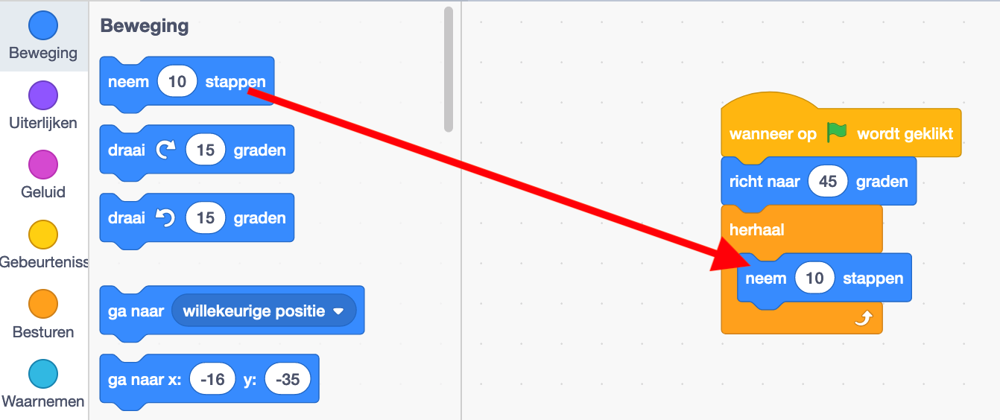 Beweging
Uiterlijken
Geluid
Gebeurteniss
Besturen
Waarnemen
Beweging
neem 10 stappen
draai 15 graden
draai 15 graden
ga naar willekeurige positie
ga naar x: -16 y: -35
wanneer op wordt geklikt
richt naar 45 graden
herhaal
neem 10 stappen